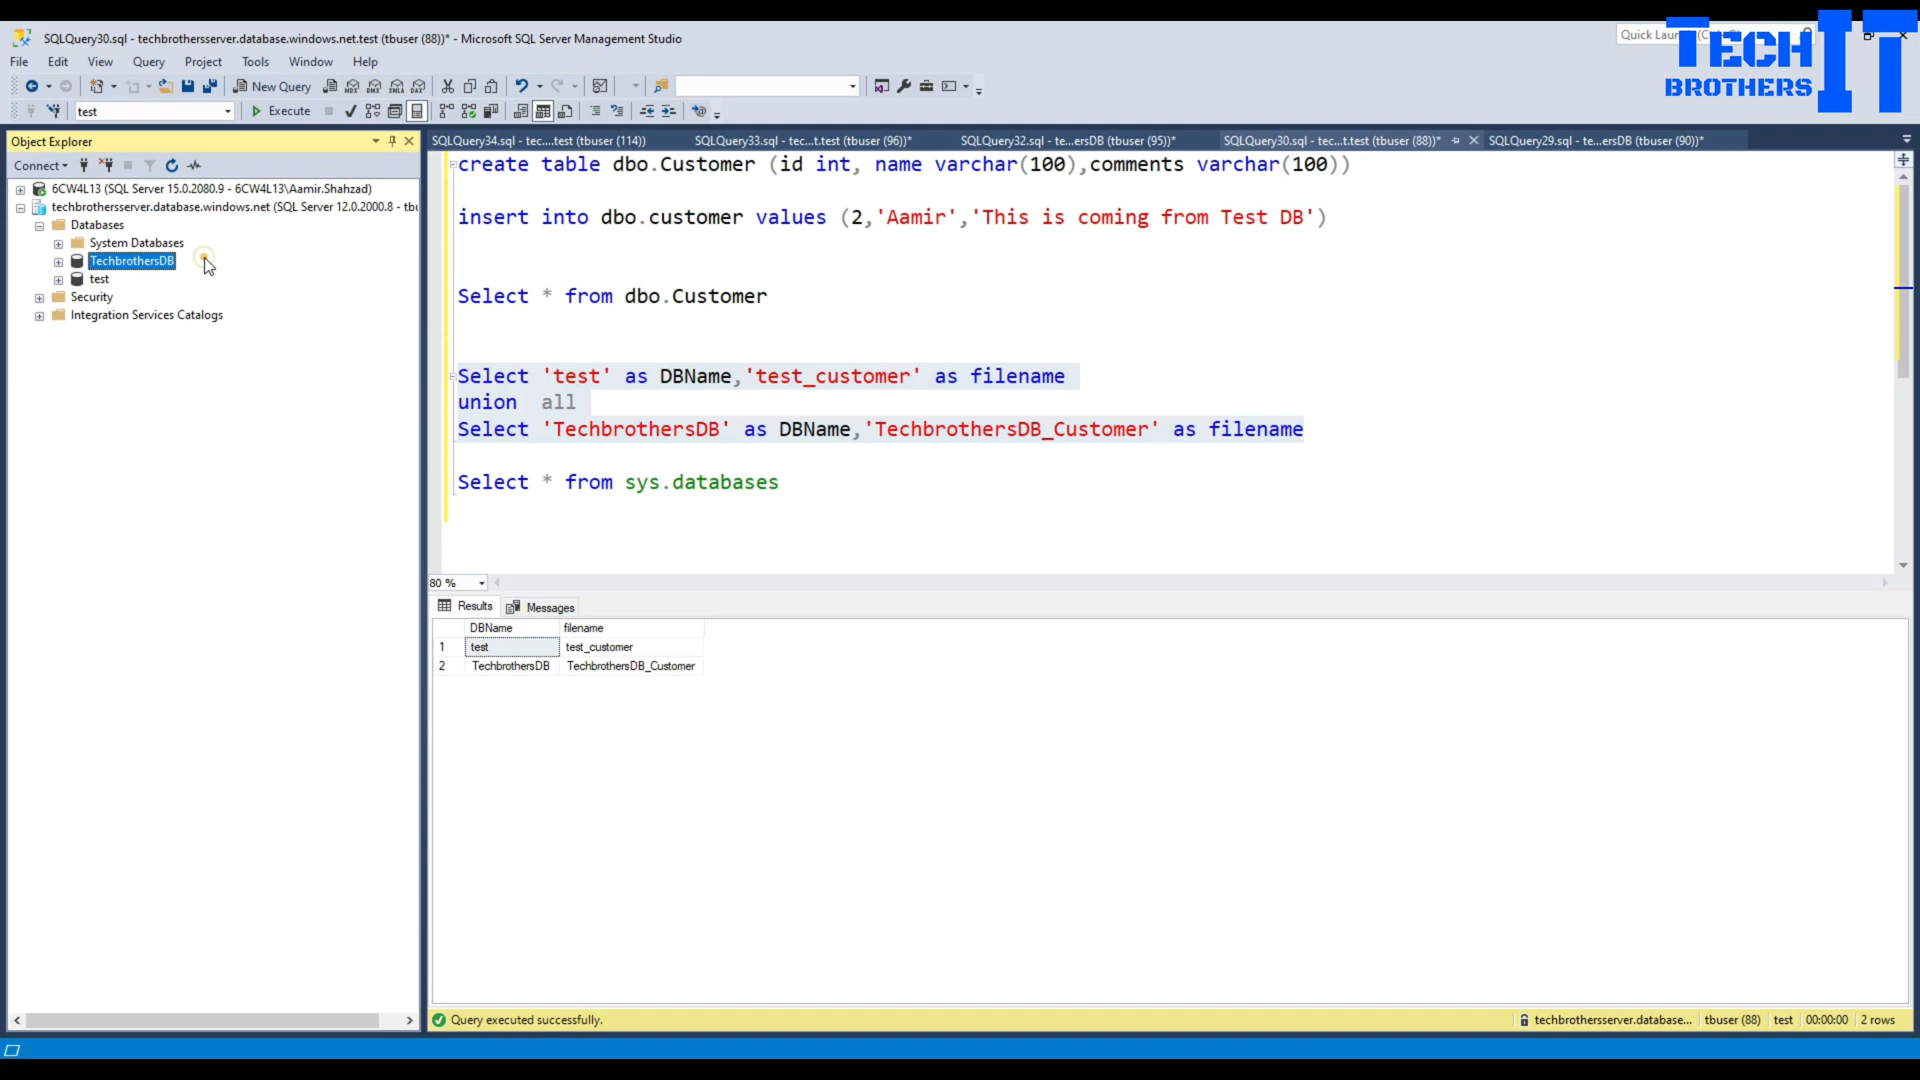 SQLQuery30.sql - techbrothersserver.database.windows.net.test (tbuser (88))* - Microsoft SQL Server Management Studio
TECH IT
BROTHERS
File Edit View Query Project Tools Window Help
New Query
test Execute
Object Explorer
Connect
6CW4L13 (SQL Server 15.0.2080.9 - 6CW4L13\Aamir.Shahzad)
techbrothersserver.database.windows.net (SQL Server 12.0.2000.8 - tbu
Databases
System Databases
TechbrothersDB
test
Security
Integration Services Catalogs
SQLQuery34.sql - tec....test (tbuser (114)) SQLQuery33.sql - tec...t.test (tbuser (96))* SQLQuery32.sql - te...ersDB (tbuser (95))* SQLQuery30.sql - tec...t.test (tbuser (88))* SQLQuery29.sql - te...ersDB (tbuser (90))*
create table dbo.Customer (id int, name varchar(100),comments varchar(100))
insert into dbo.customer values (2,'Aamir','This is coming from Test DB')
Select * from dbo.Customer
Select 'test' as DBName,'test_customer' as filename
union all
Select 'TechbrothersDB' as DBName,'TechbrothersDB_Customer' as filename
Select * from sys.databases
80 %
Results Messages
DBName filename
1 test test_customer
2 TechbrothersDB TechbrothersDB_Customer
Query executed successfully. techbrothersserver.database... tbuser (88) test 00:00:00 2 rows